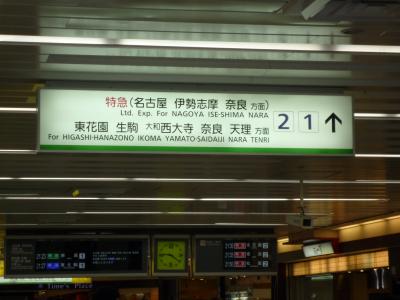 特急(名古屋 伊勢志摩 奈良 方面)
Ltd. Exp. For NAGOYA ISE-SHIMA NARA
東花園 生駒 大和西大寺 奈良 天理 方面
For HIGASHI-HANAZONO IKOMA YAMATO-SAIDAIJI NARA TENRI
2 1 ↑
Time's Place